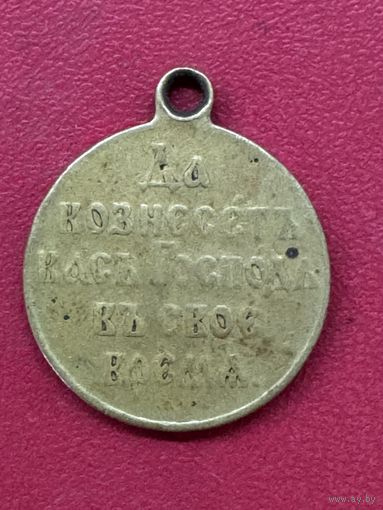 Да
вознесетъ
васъ Господь
въ свое
время.
www.ay.by